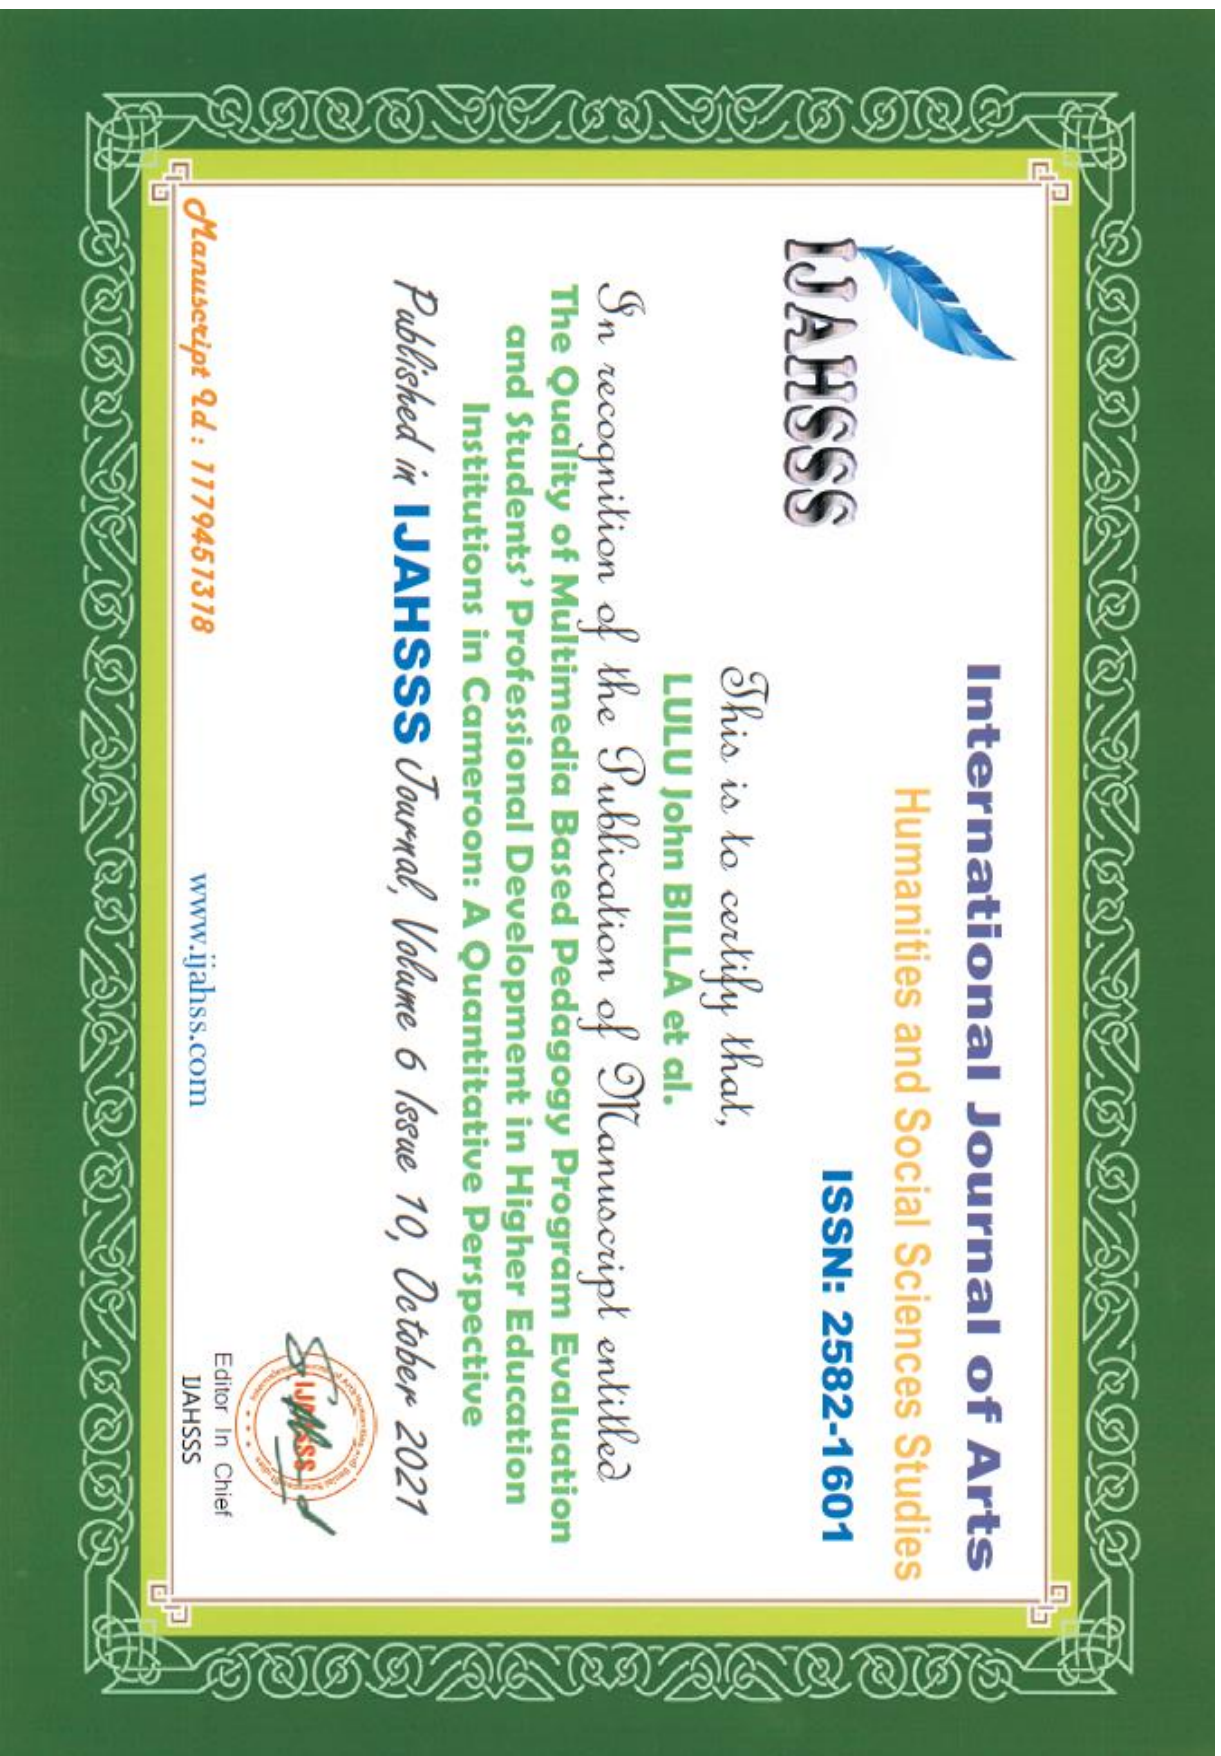 International Journal of Arts
Humanities and Social Sciences Studies
IJAHSSS
ISSN: 2582-1601
This is to certify that,
LULU John BILLA et al.
In recognition of the Publication of Manuscript entitled
The Quality of Multimedia Based Pedagogy Program Evaluation
and Students' Professional Development in Higher Education
Institutions in Cameroon: A Quantitative Perspective
Published in IJAHSSS Journal, Volume 6 Issue 10, October 2021
IJAHSSS
Editor In Chief
IJAHSSS
Manuscript Id : 1179451318
www.ijahss.com